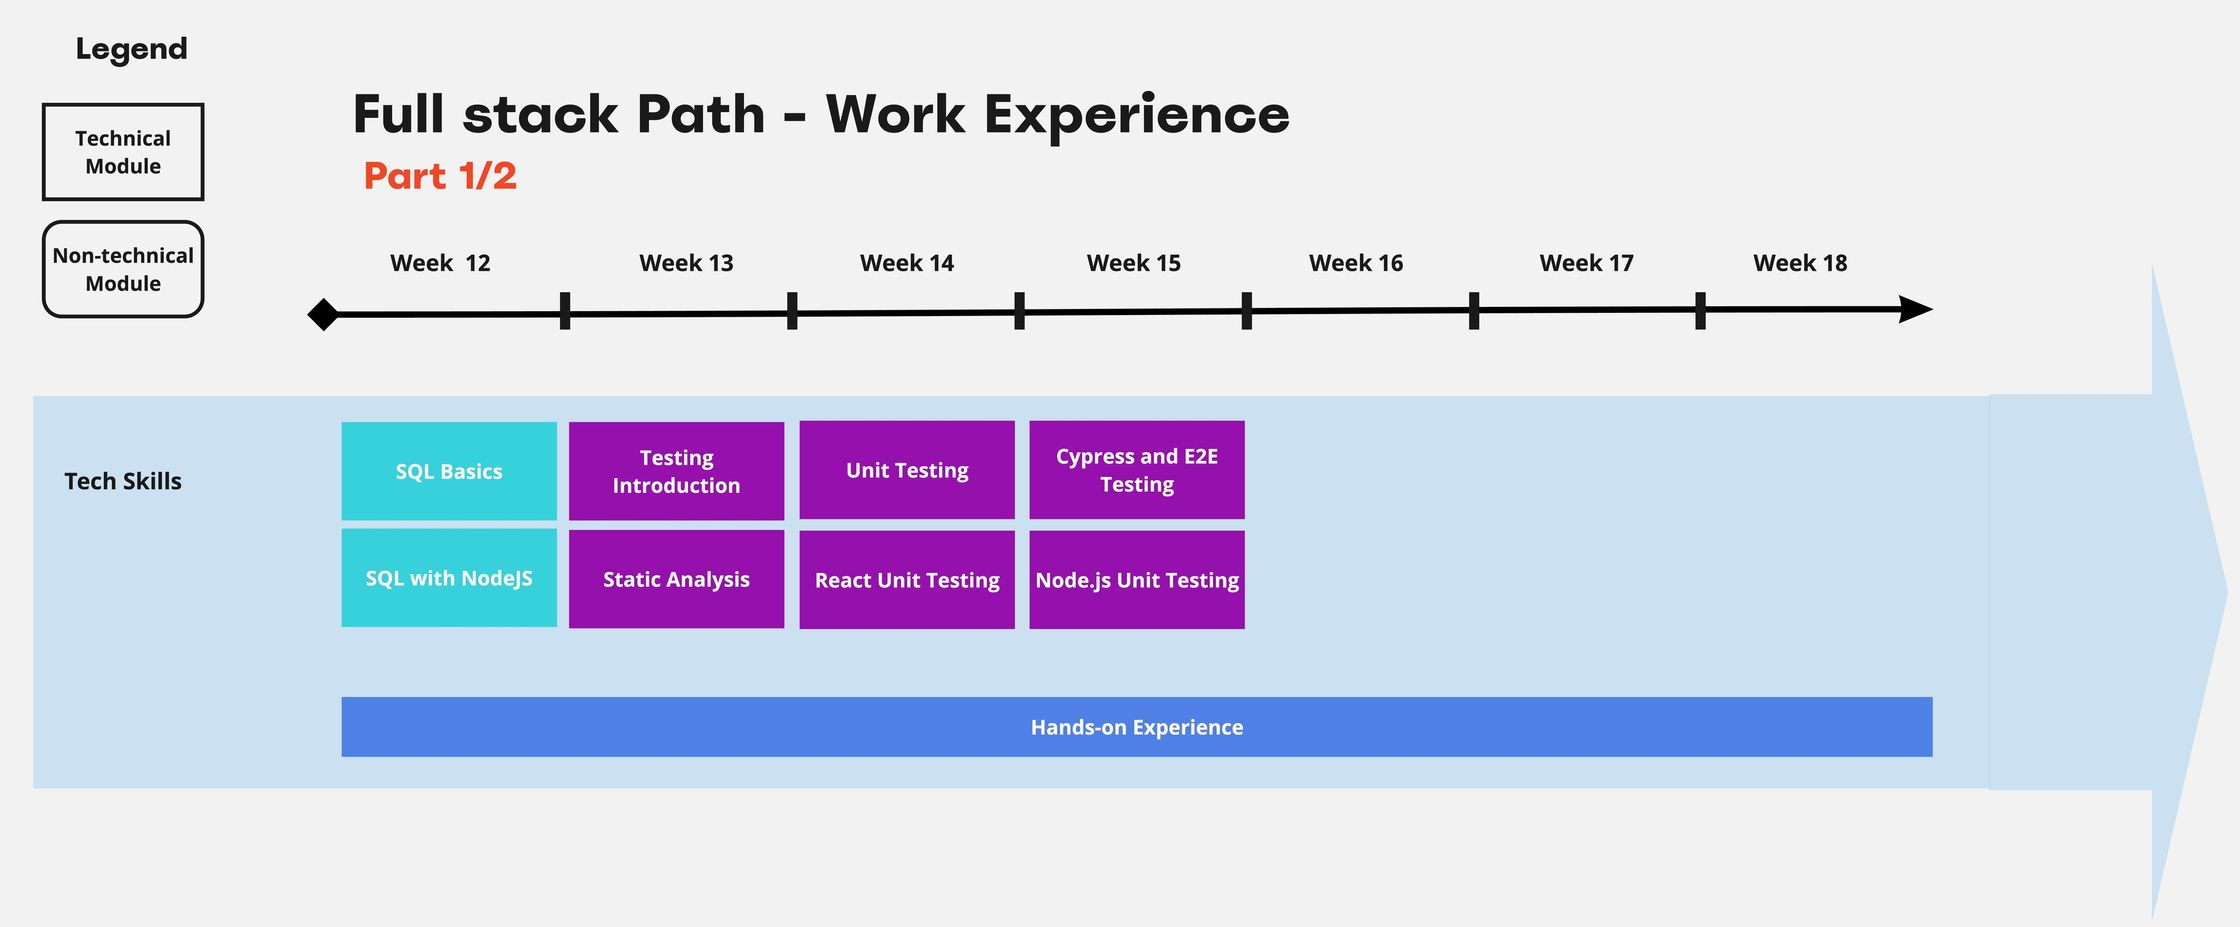 Legend
Technical
Module
Non-technical
Module
Full stack Path - Work Experience
Part 1/2
Week 12
Week 13
Week 14
Week 15
Week 16
Week 17
Week 18
Tech Skills
SQL Basics
Testing
Introduction
Unit Testing
Cypress and E2E
Testing
SQL with NodeJS
Static Analysis
React Unit Testing
Node.js Unit Testing
Hands-on Experience